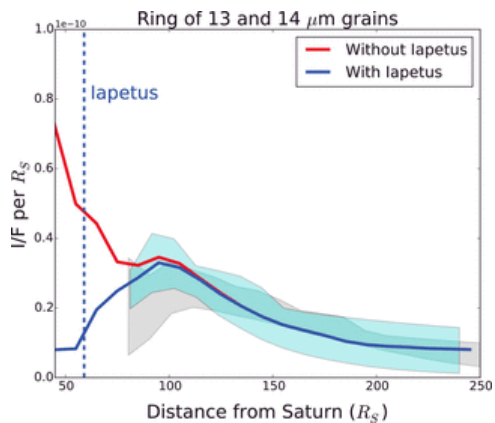 Ring of 13 and 14 μm grains
1e-10
1.0
0.8
0.6
0.4
0.2
0.0
I/F per R_S
Without Iapetus
With Iapetus
Iapetus
50 100 150 200 250
Distance from Saturn (R_S)